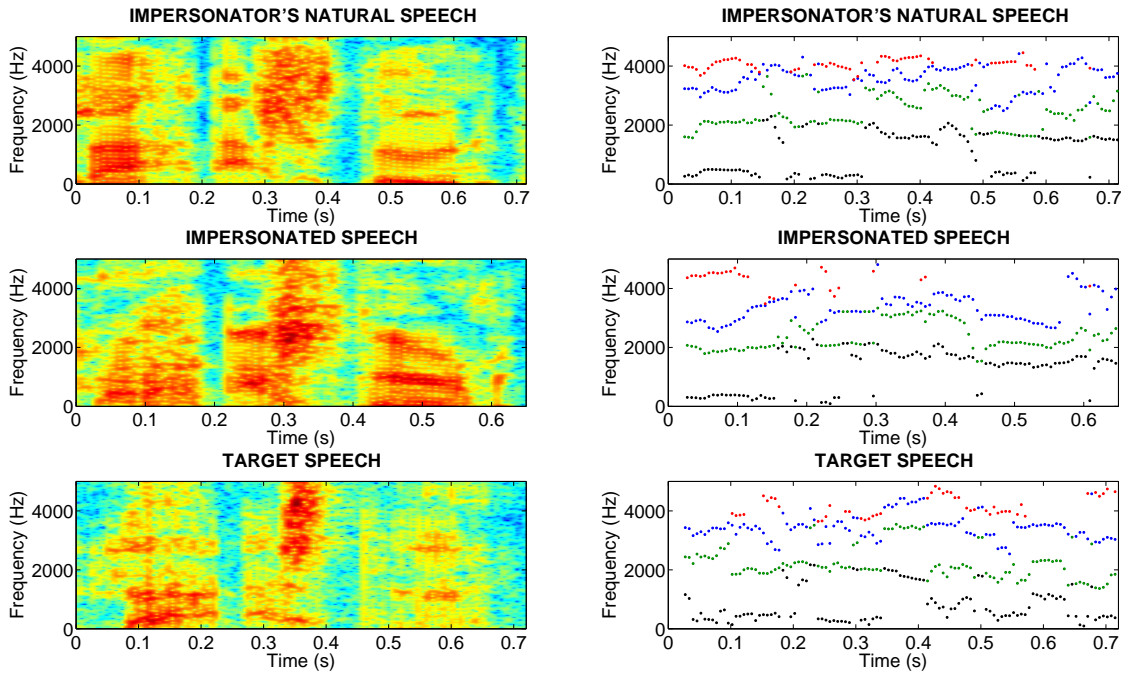 IMPERSONATOR'S NATURAL SPEECH
Frequency (Hz)
4000
2000
0
0 0.1 0.2 0.3 0.4 0.5 0.6 0.7
Time (s)
IMPERSONATOR'S NATURAL SPEECH
Frequency (Hz)
4000
2000
0
0 0.1 0.2 0.3 0.4 0.5 0.6 0.7
Time (s)
IMPERSONATED SPEECH
Frequency (Hz)
4000
2000
0
0 0.1 0.2 0.3 0.4 0.5 0.6
Time (s)
IMPERSONATED SPEECH
Frequency (Hz)
4000
2000
0
0 0.1 0.2 0.3 0.4 0.5 0.6
Time (s)
TARGET SPEECH
Frequency (Hz)
4000
2000
0
0 0.1 0.2 0.3 0.4 0.5 0.6 0.7
Time (s)
TARGET SPEECH
Frequency (Hz)
4000
2000
0
0 0.1 0.2 0.3 0.4 0.5 0.6 0.7
Time (s)